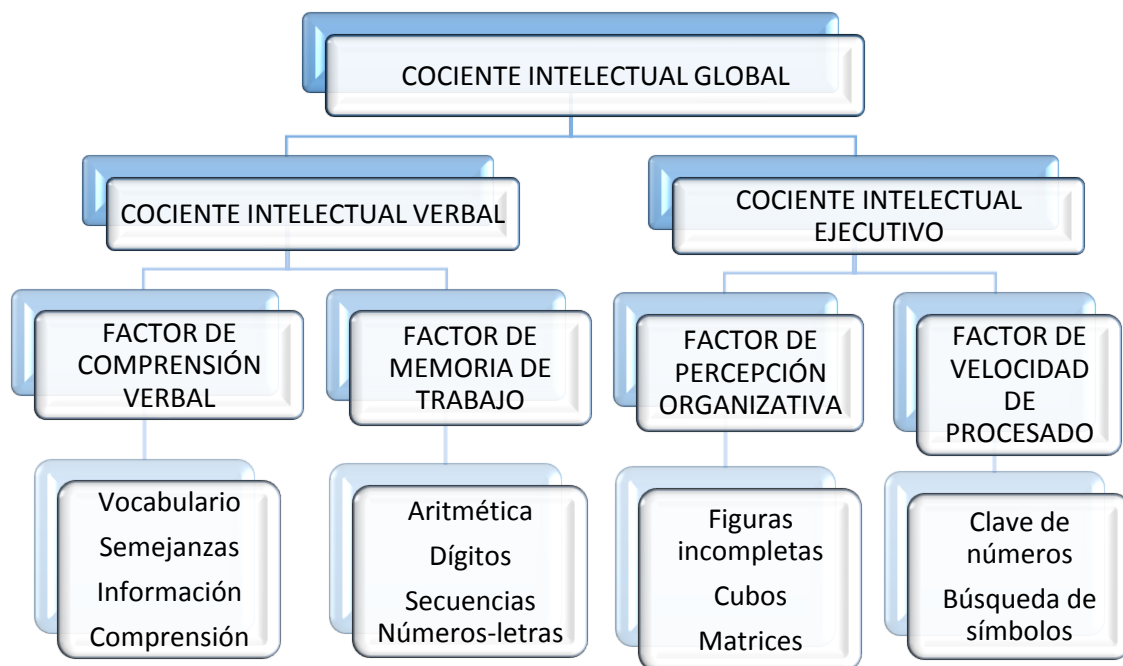 COCIENTE INTELECTUAL GLOBAL
COCIENTE INTELECTUAL VERBAL
COCIENTE INTELECTUAL
EJECUTIVO
FACTOR DE
COMPRENSIÓN
VERBAL
FACTOR DE
MEMORIA DE
TRABAJO
FACTOR DE
PERCEPCIÓN
ORGANIZATIVA
FACTOR DE
VELOCIDAD
DE
PROCESADO
Vocabulario
Semejanzas
Información
Comprensión
Aritmética
Dígitos
Secuencias
Números-letras
Figuras
incompletas
Cubos
Matrices
Clave de
números
Búsqueda de
símbolos